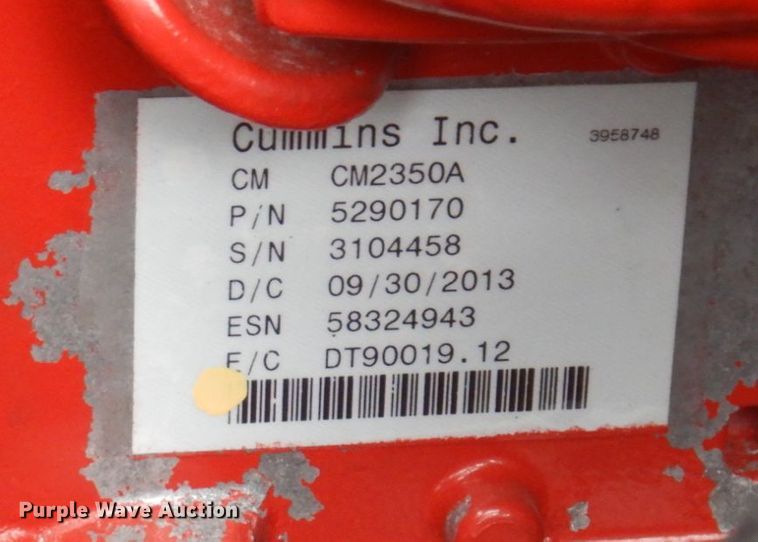 Cummins Inc. 3958748
CM CM2350A
P/N 5290170
S/N 3104458
D/C 09/30/2013
ESN 58324943
E/C DT90019.12
Purple Wave Auction